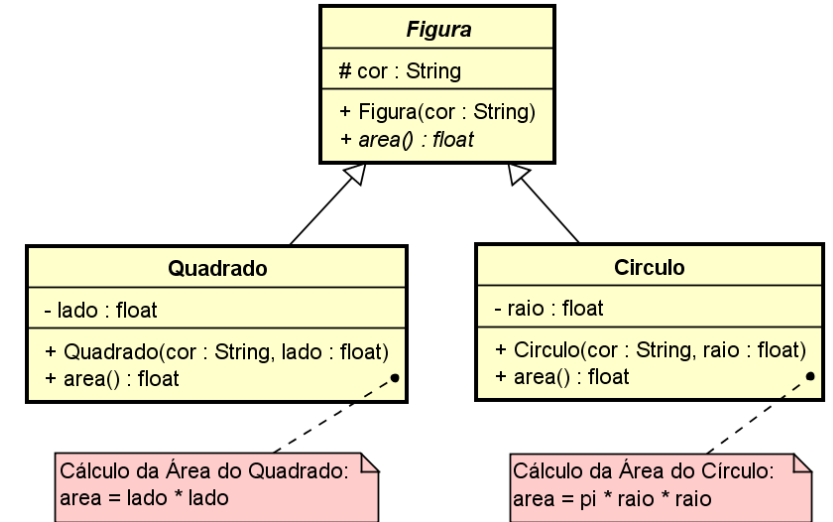 Figura
# cor : String
+ Figura(cor : String)
+ area() : float
Quadrado
- lado : float
+ Quadrado(cor : String, lado : float)
+ area() : float
Circulo
- raio : float
+ Circulo(cor : String, raio : float)
+ area() : float
Cálculo da Área do Quadrado:
area = lado * lado
Cálculo da Área do Círculo:
area = pi * raio * raio